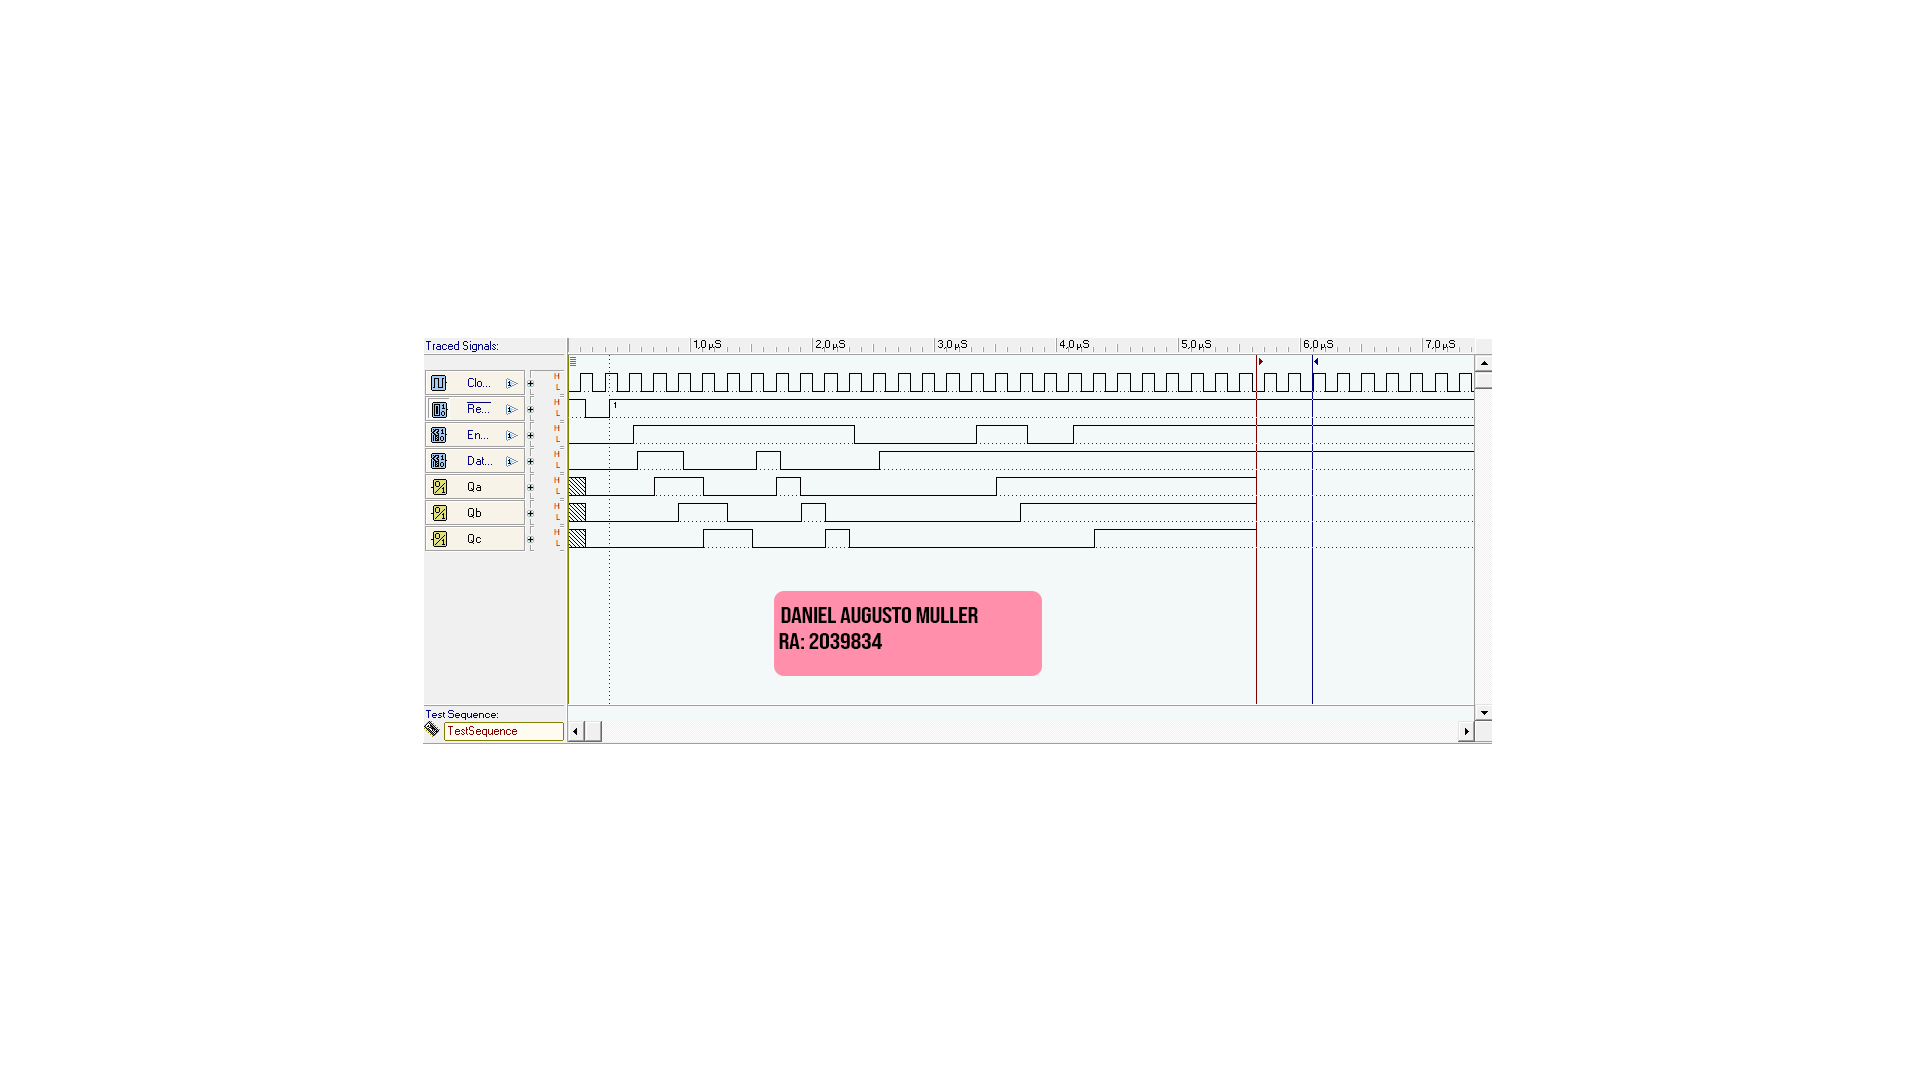 Traced Signals:
1,0 µS 2,0 µS 3,0 µS 4,0 µS 5,0 µS 6,0 µS 7,0 µS
Clo... H L
Re... H L 1
En... H L
Dat... H L
Qa H L
Qb H L
Qc H L
DANIEL AUGUSTO MULLER
RA: 2039834
Test Sequence:
TestSequence